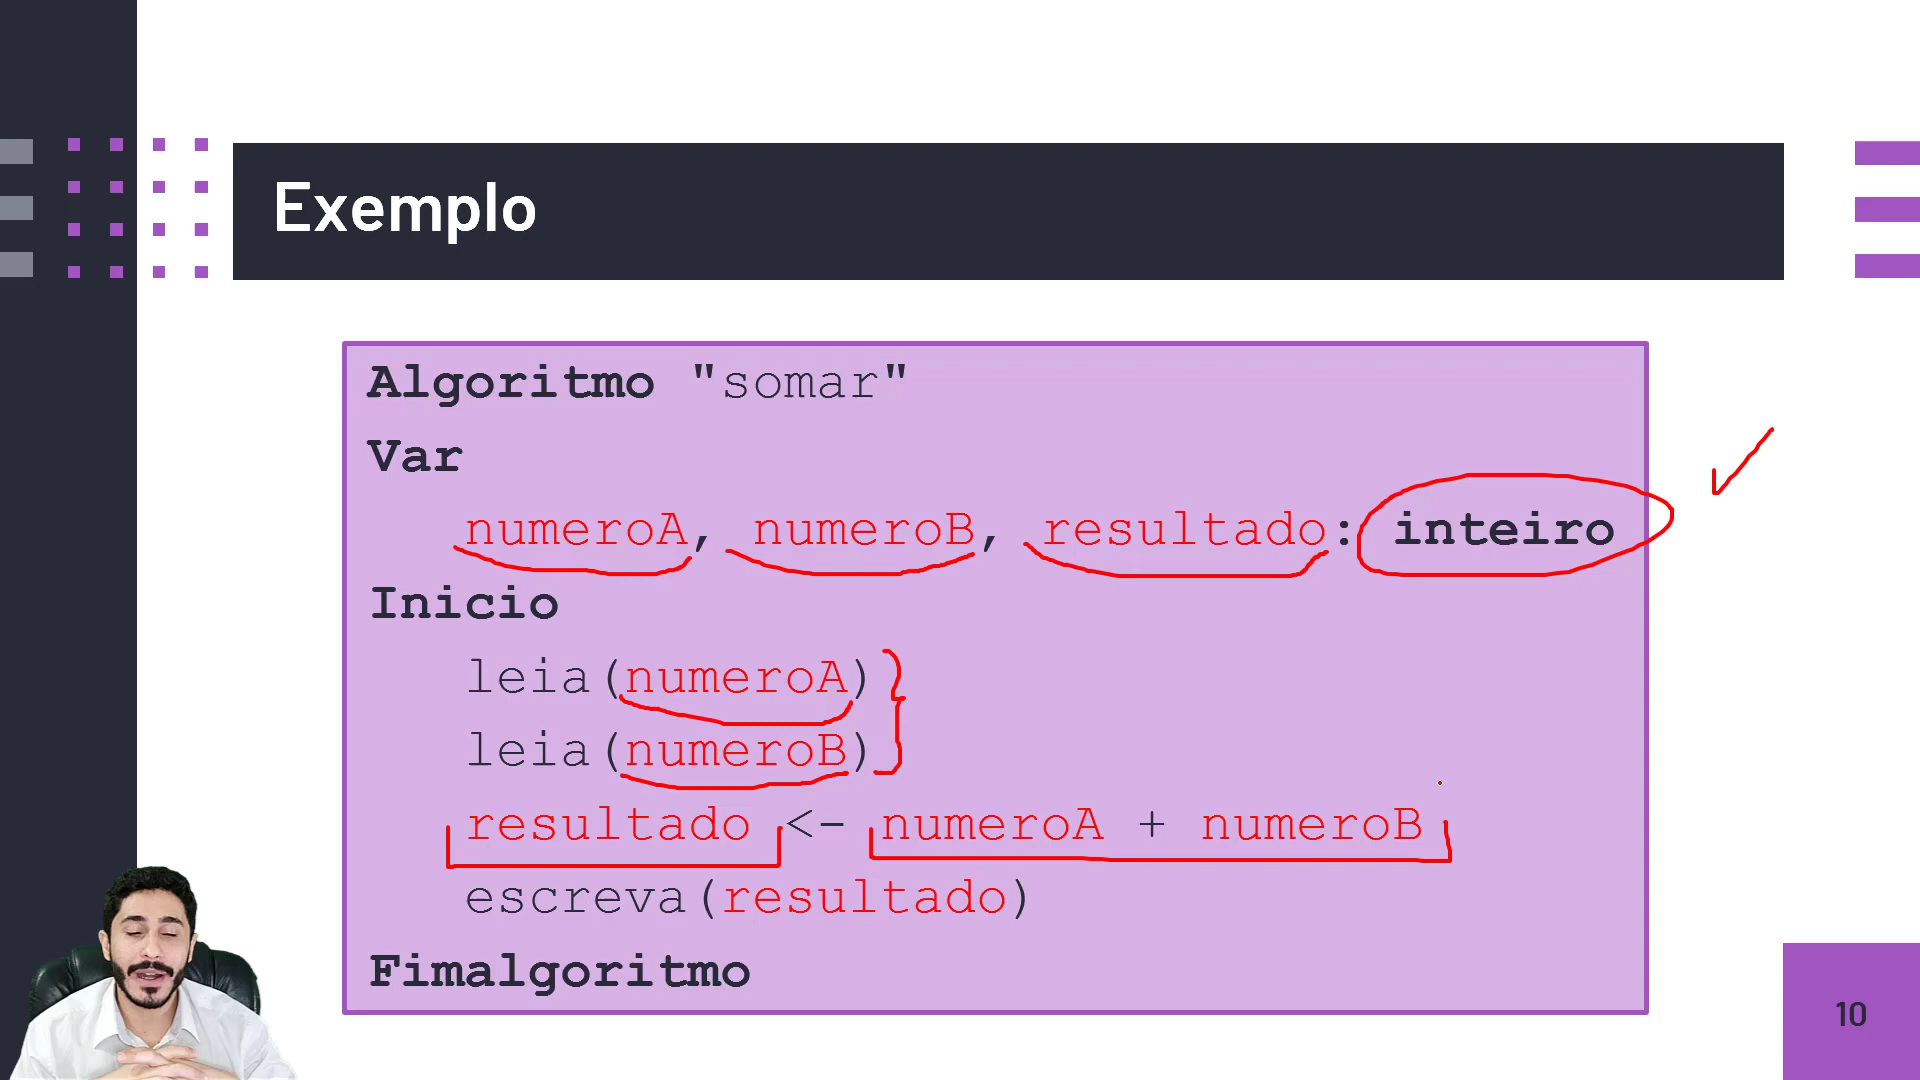 Exemplo
Algoritmo "somar"
Var
numeroA, numeroB, resultado: inteiro
Inicio
leia(numeroA)
leia(numeroB)
resultado <- numeroA + numeroB
escreva(resultado)
Fimalgoritmo
10